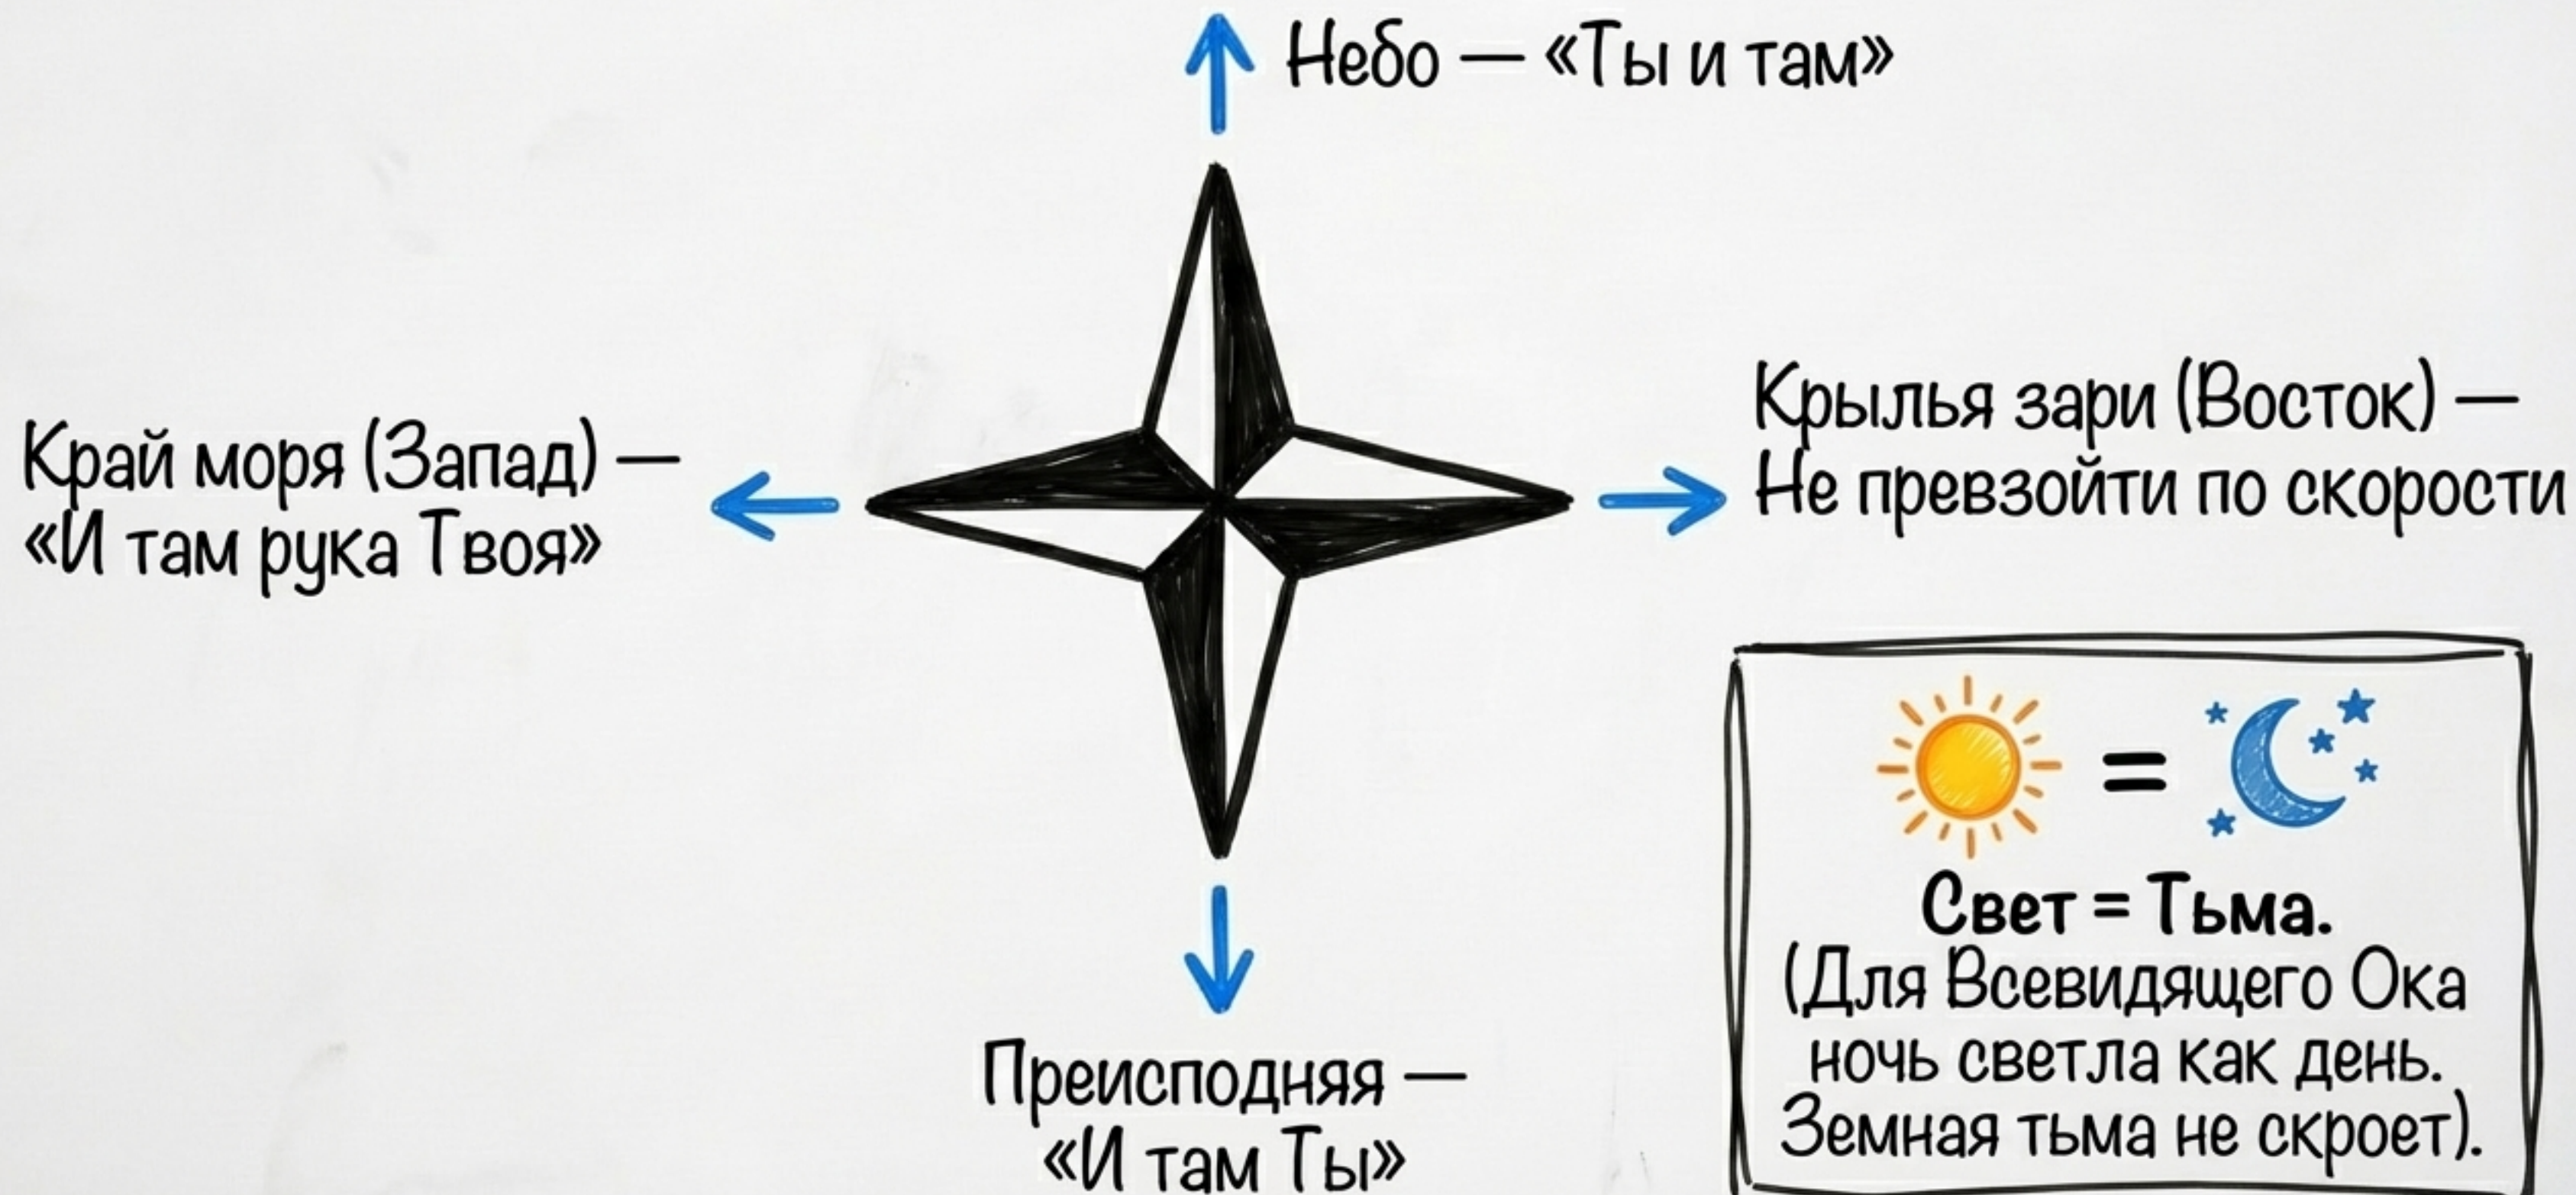 Небо — «Ты и там»
Край моря (Запад) —
«И там рука Твоя»
Крылья зари (Восток) —
Не превзойти по скорости
Преисподняя —
«И там Ты»
=
Свет = Тьма.
(Для Всевидящего Ока
ночь светла как день.
Земная тьма не скроет).